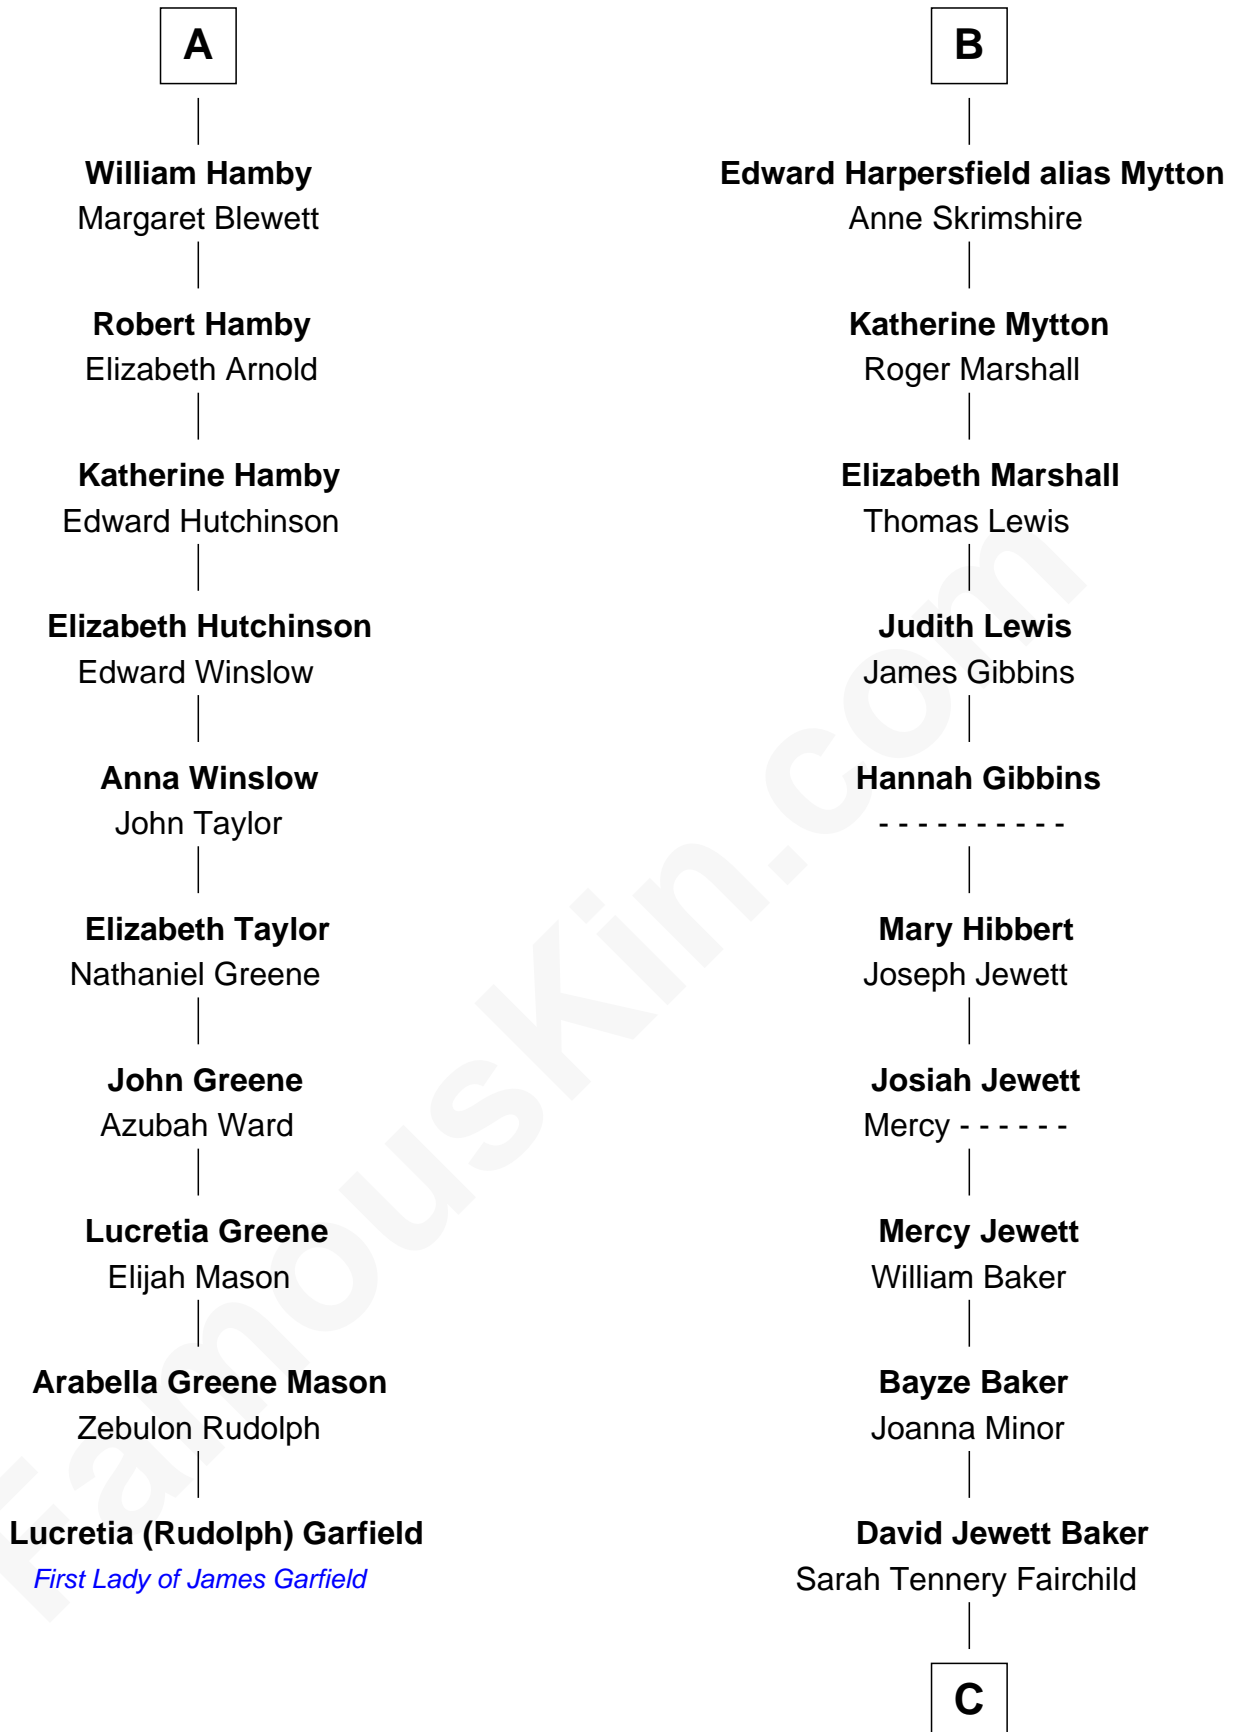 A
William Hamby
Margaret Blewett
Robert Hamby
Elizabeth Arnold
Katherine Hamby
Edward Hutchinson
Elizabeth Hutchinson
Edward Winslow
Anna Winslow
John Taylor
Elizabeth Taylor
Nathaniel Greene
John Greene
Azubah Ward
Lucretia Greene
Elijah Mason
Arabella Greene Mason
Zebulon Rudolph
Lucretia (Rudolph) Garfield
First Lady of James Garfield
B
Edward Harpersfield alias Mytton
Anne Skrimshire
Katherine Mytton
Roger Marshall
Elizabeth Marshall
Thomas Lewis
Judith Lewis
James Gibbins
Hannah Gibbins
- - - - - - - - - -
Mary Hibbert
Joseph Jewett
Josiah Jewett
Mercy - - - - - -
Mercy Jewett
William Baker
Bayze Baker
Joanna Minor
David Jewett Baker
Sarah Tennery Fairchild
C
FamousKin.com